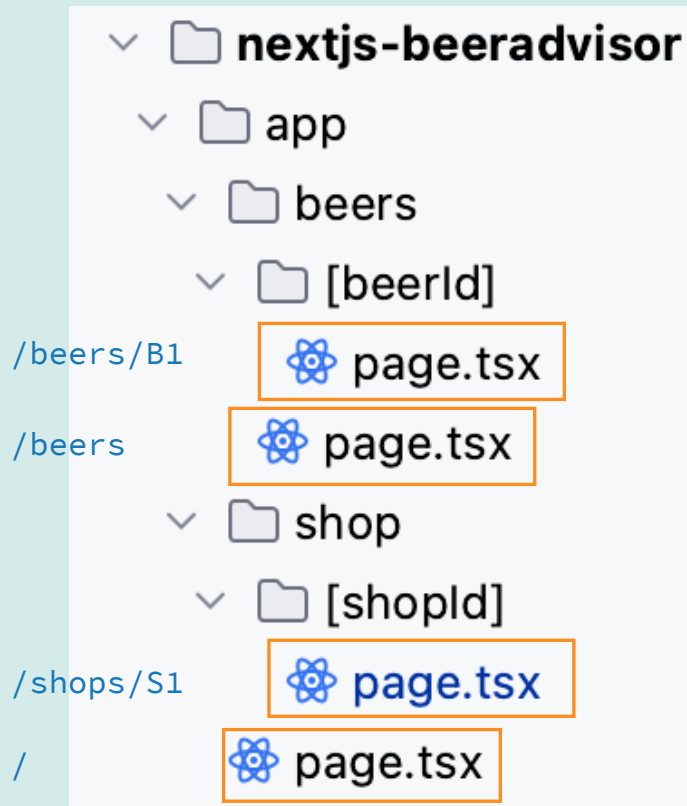 nextjs-beeradvisor
app
beers
[beerId]
/beers/B1 page.tsx
/beers page.tsx
shop
[shopId]
/shops/S1 page.tsx
/ page.tsx